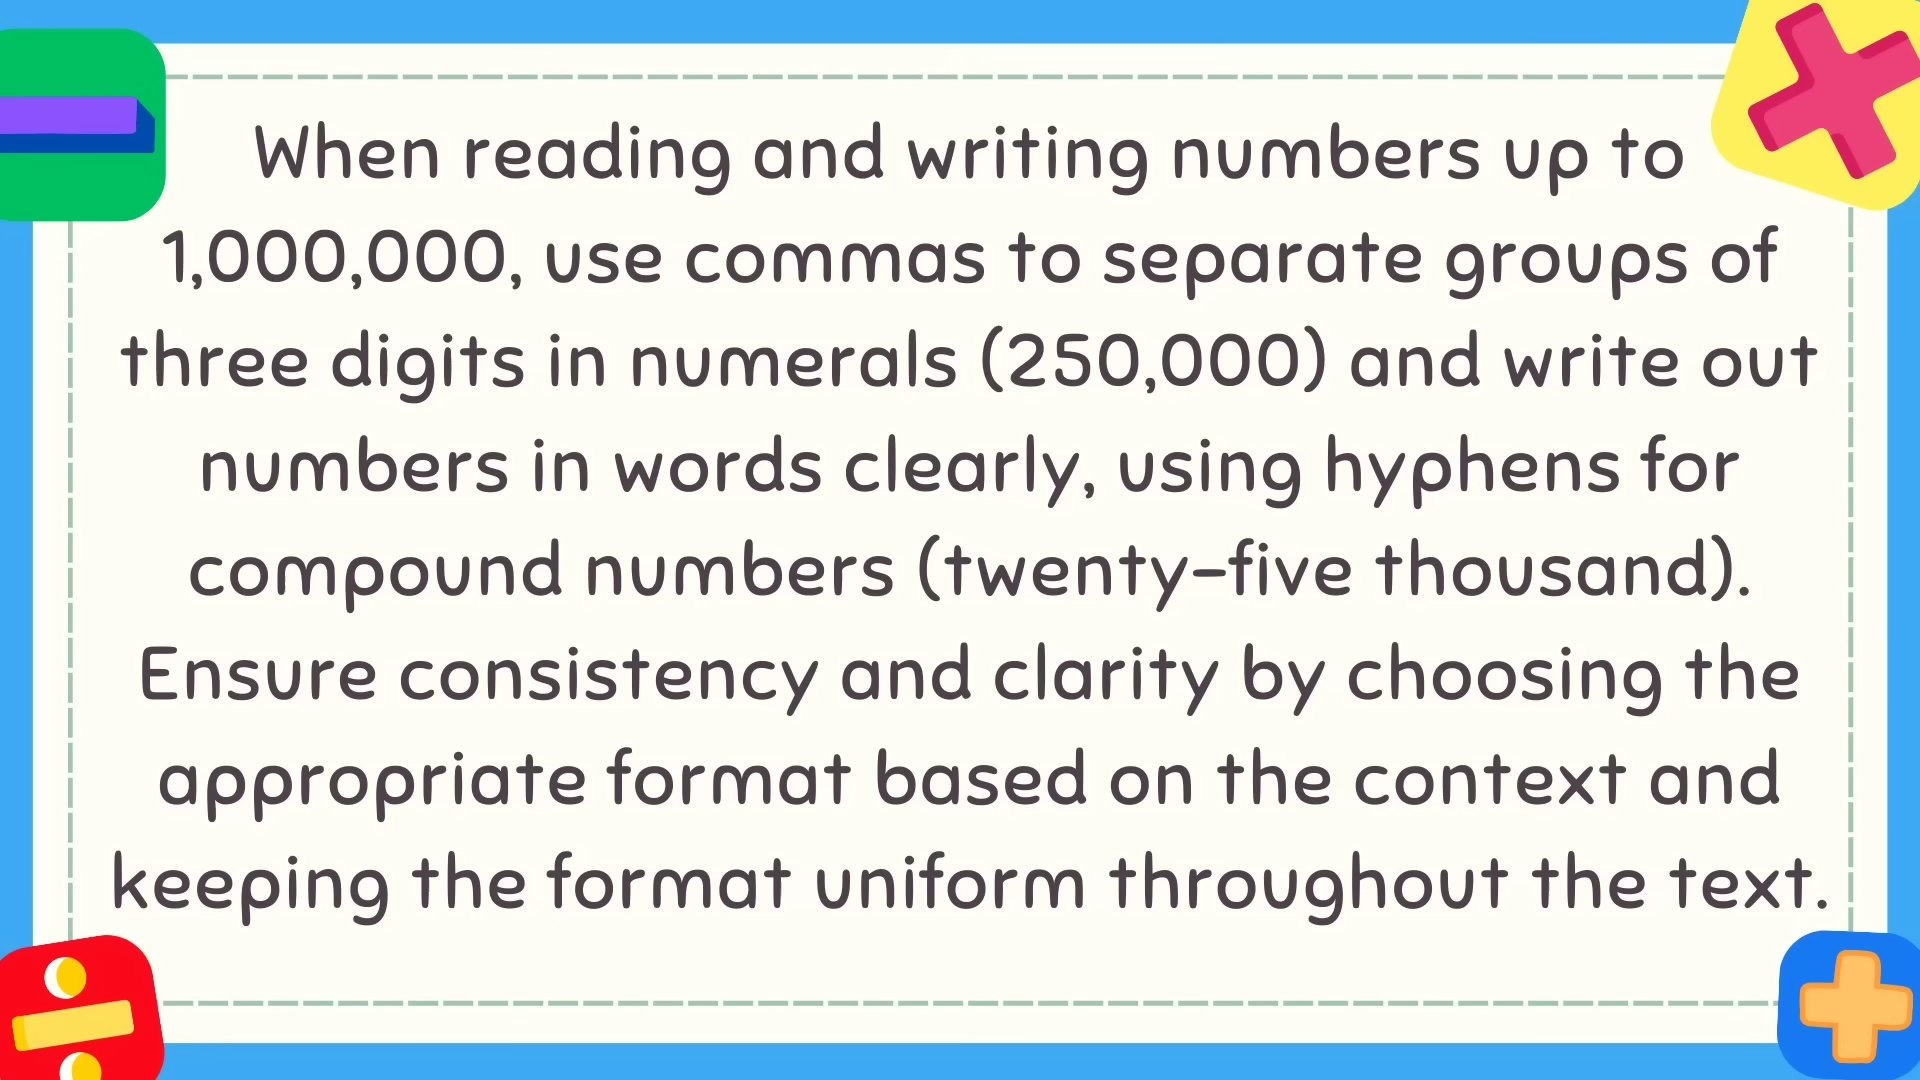 When reading and writing numbers up to
1,000,000, use commas to separate groups of
three digits in numerals (250,000) and write out
numbers in words clearly, using hyphens for
compound numbers (twenty-five thousand).
Ensure consistency and clarity by choosing the
appropriate format based on the context and
keeping the format uniform throughout the text.